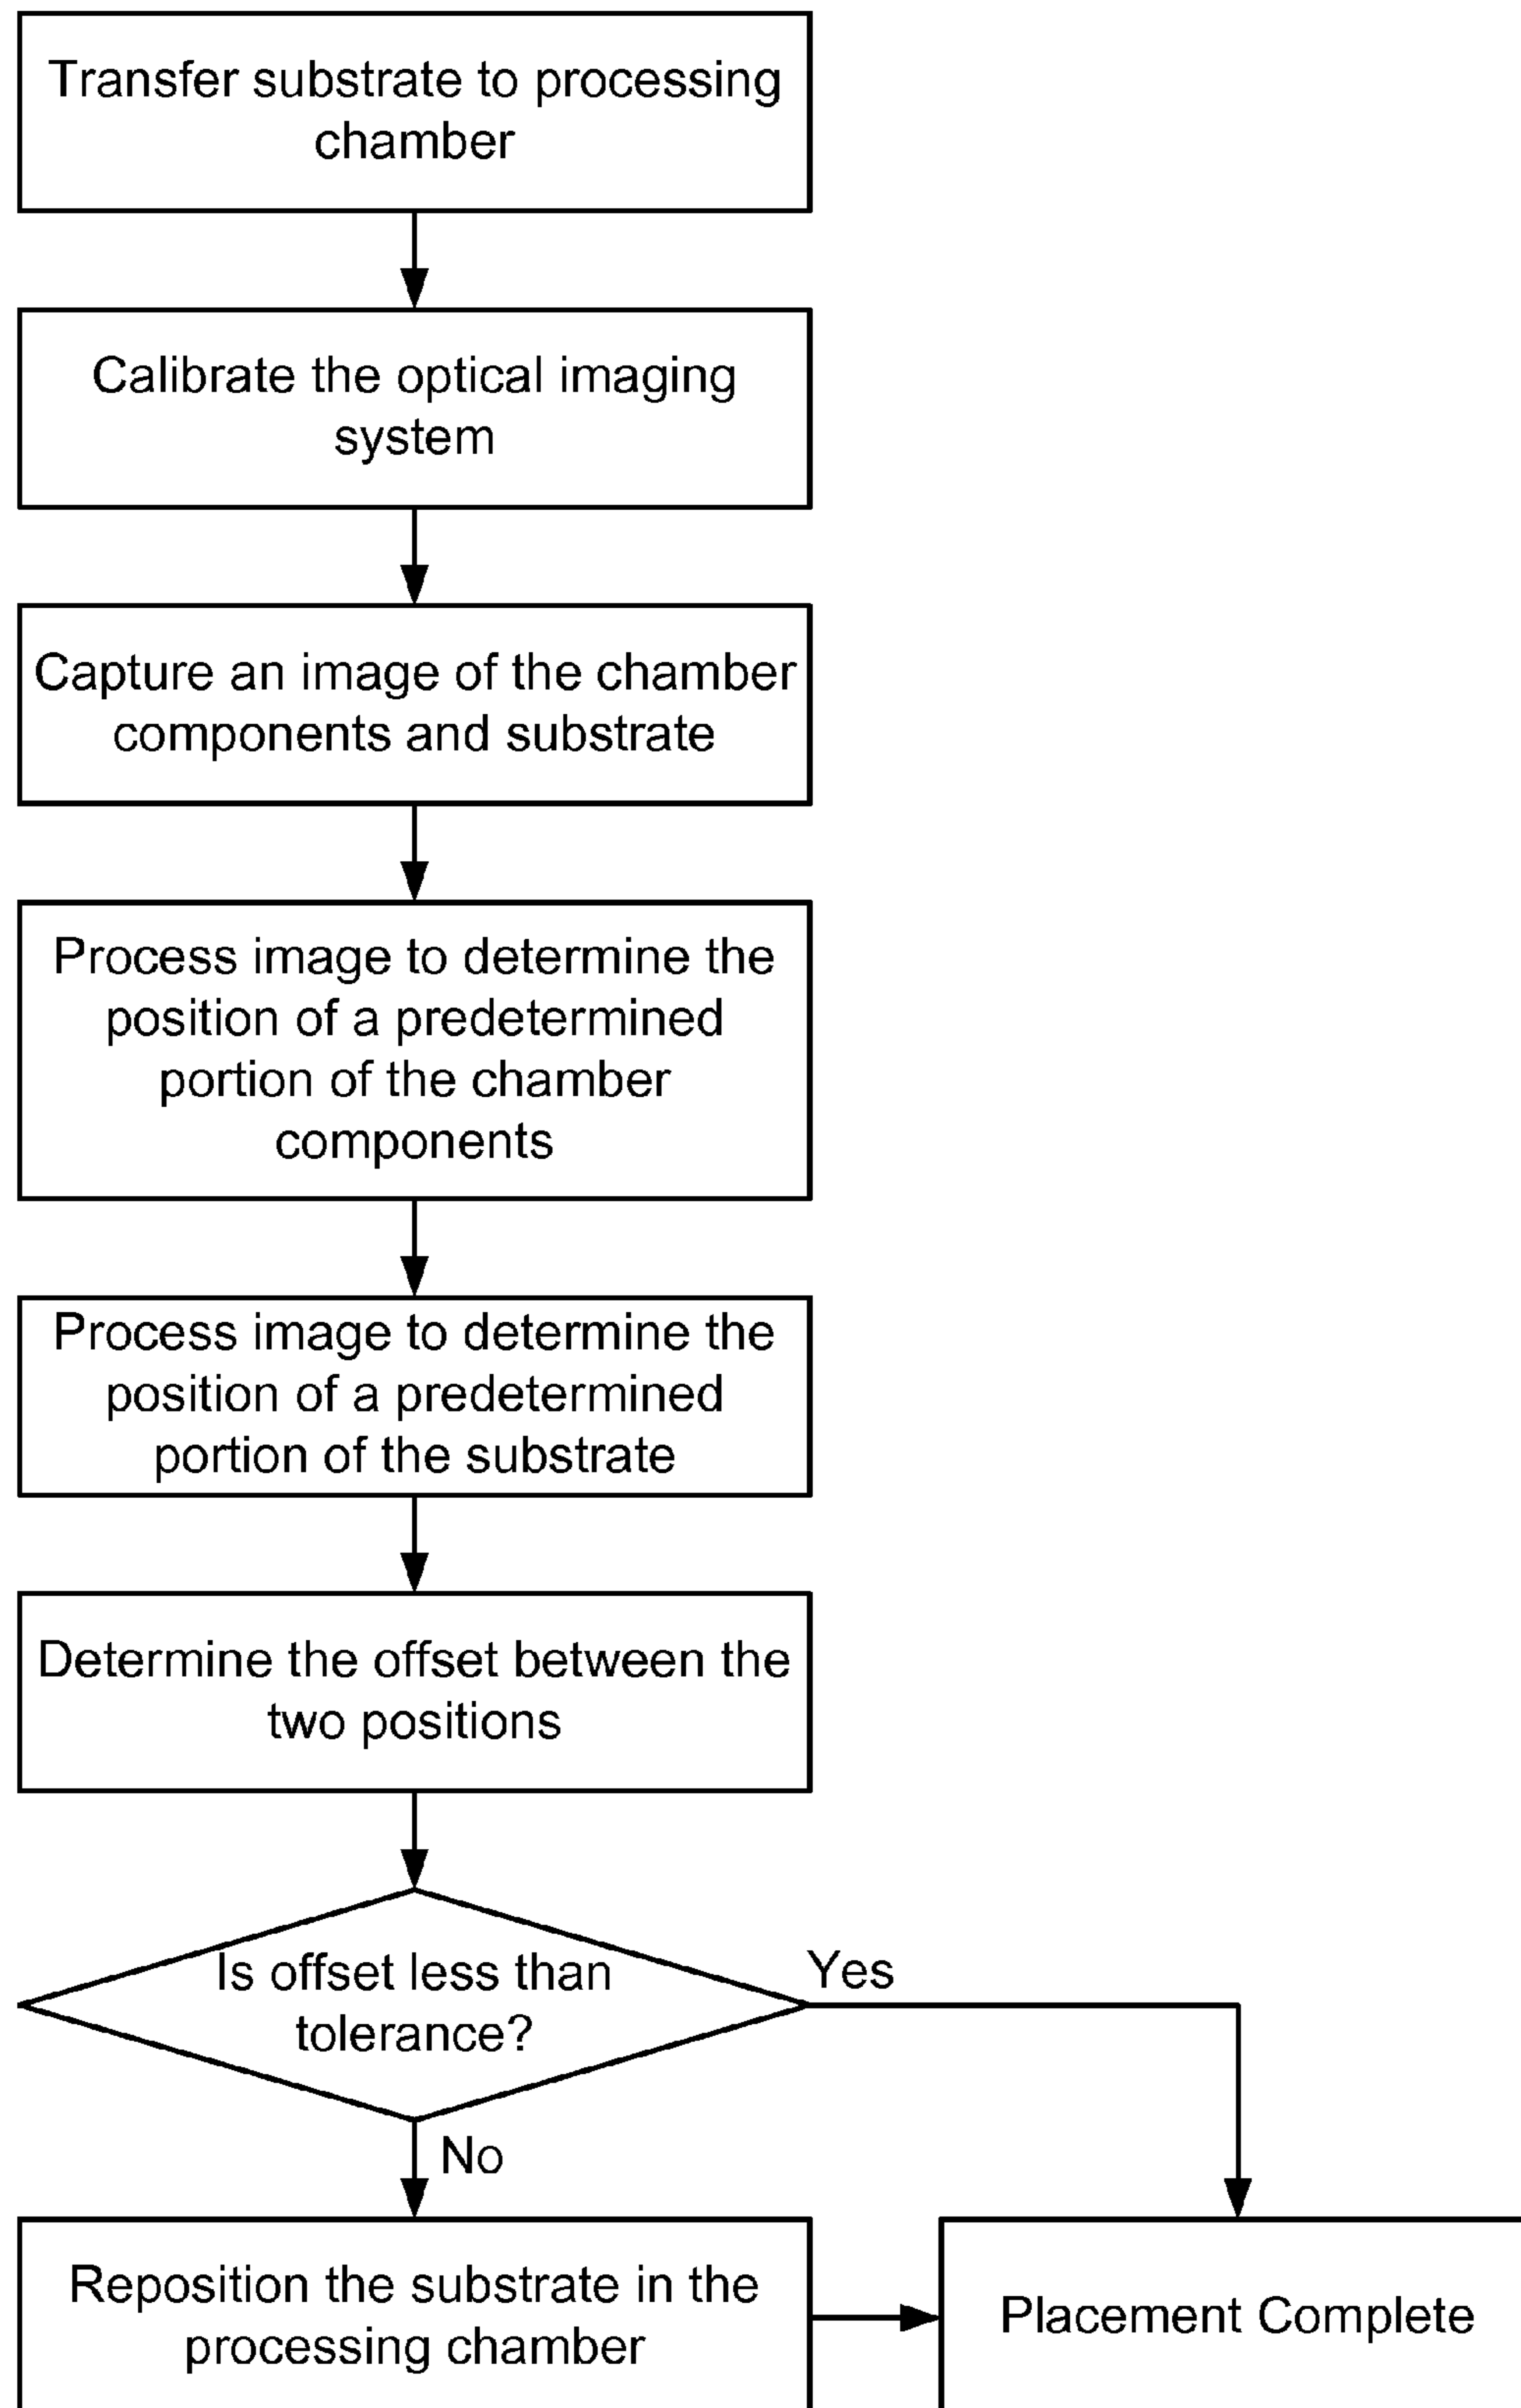 Transfer substrate to processing
chamber
Calibrate the optical imaging
system
Capture an image of the chamber
components and substrate
Process image to determine the
position of a predetermined
portion of the chamber
components
Process image to determine the
position of a predetermined
portion of the substrate
Determine the offset between the
two positions
Is offset less than
tolerance?
Yes
No
Reposition the substrate in the
processing chamber
Placement Complete